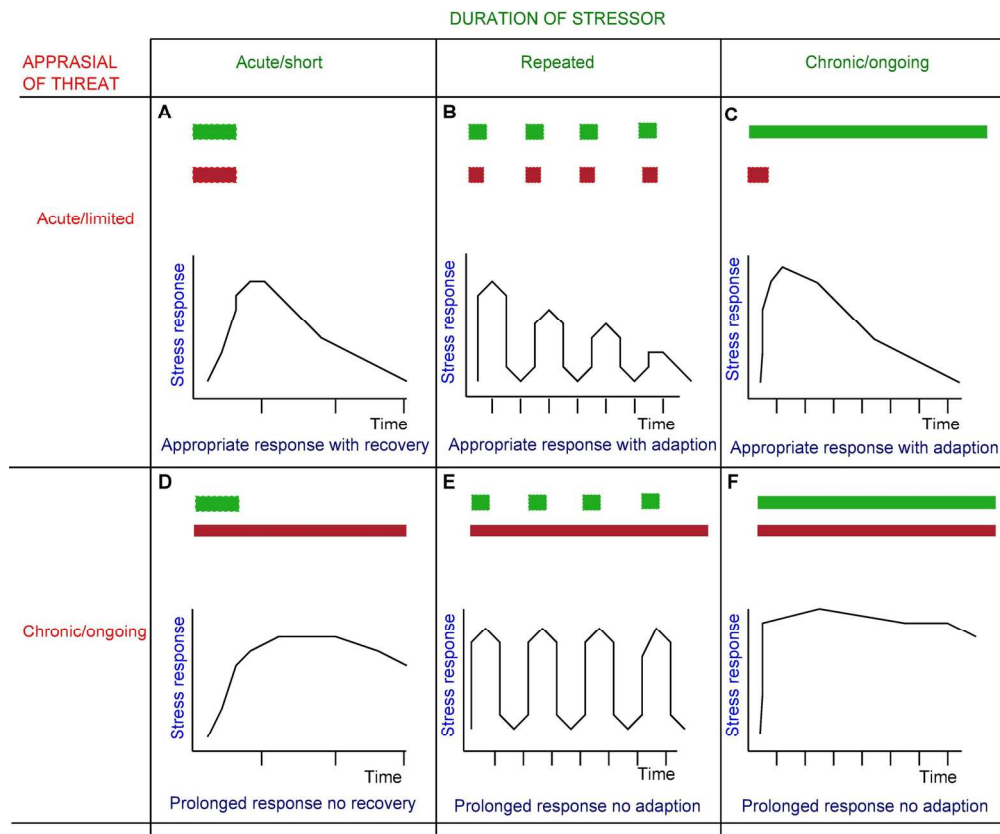 DURATION OF STRESSOR
APPRASIAL
OF THREAT
Acute/short
Repeated
Chronic/ongoing
Acute/limited
A
Stress response
Time
Appropriate response with recovery
B
Stress response
Time
Appropriate response with adaption
C
Stress response
Time
Appropriate response with adaption
Chronic/ongoing
D
Stress response
Time
Prolonged response no recovery
E
Stress response
Time
Prolonged response no adaption
F
Stress response
Time
Prolonged response no adaption